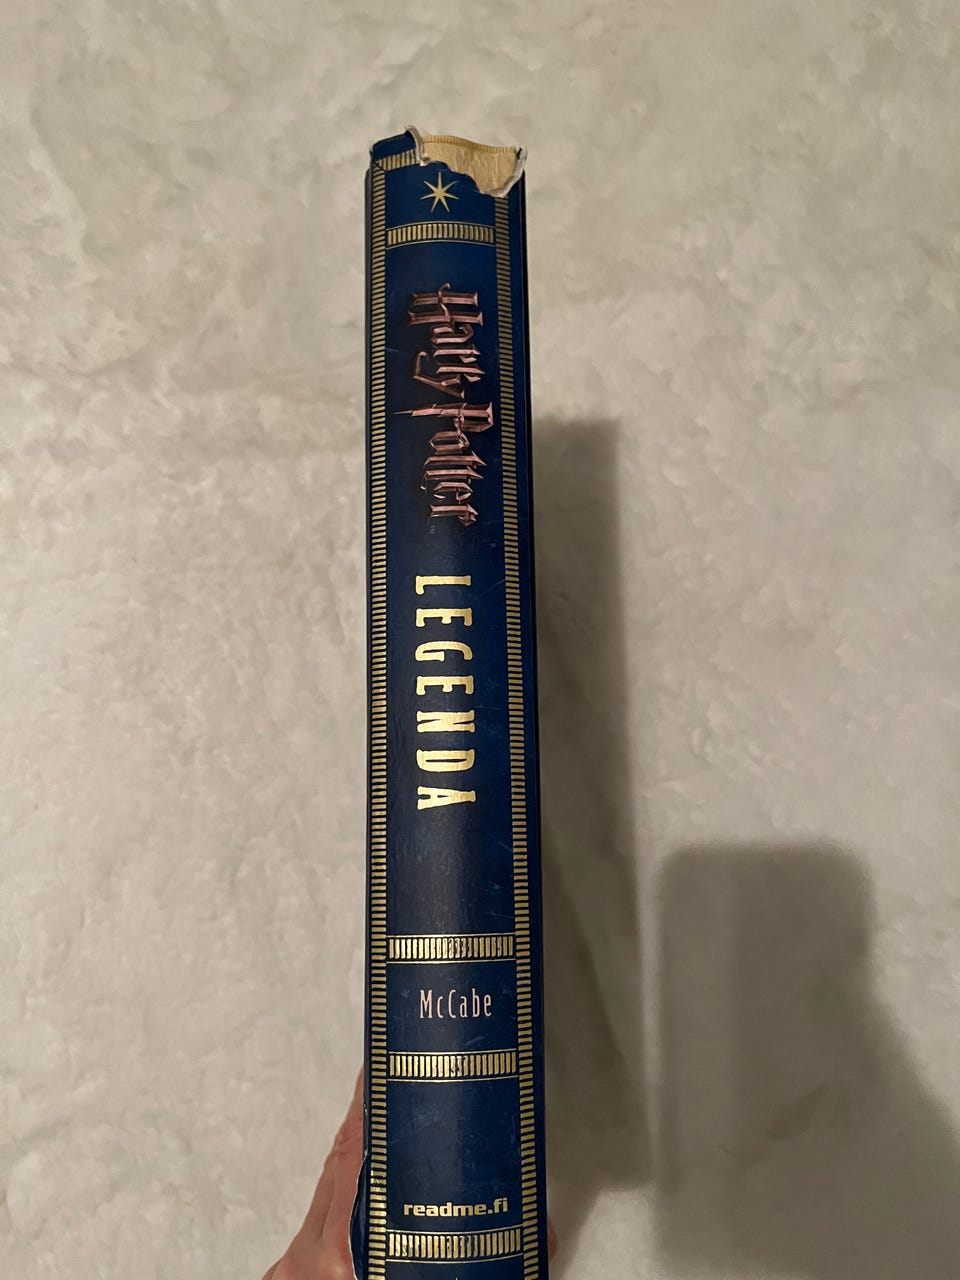 Harry Potter
LEGENDA
McCabe
readme.fi